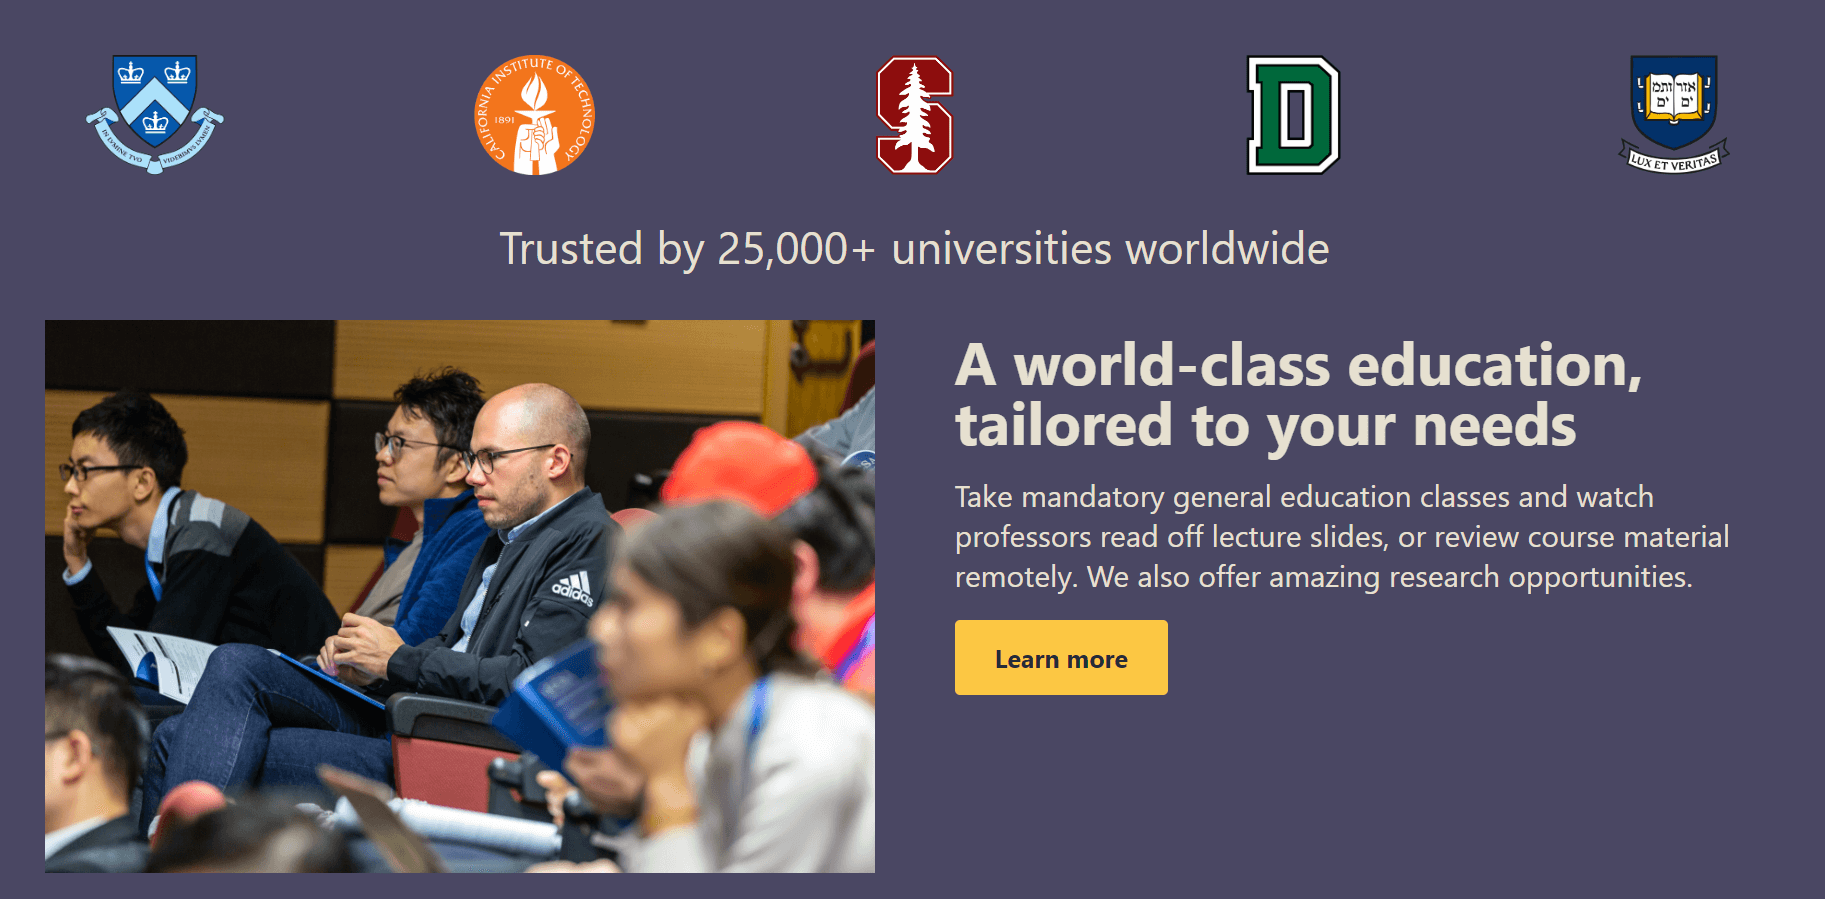 IN LVMINE TVO VIDEBIMVS LVMEN
CALIFORNIA INSTITUTE OF TECHNOLOGY
1891
S
D
אורים
ותמים
LUX ET VERITAS
Trusted by 25,000+ universities worldwide
A world-class education,
tailored to your needs
Take mandatory general education classes and watch
professors read off lecture slides, or review course material
remotely. We also offer amazing research opportunities.
adidas
Learn more